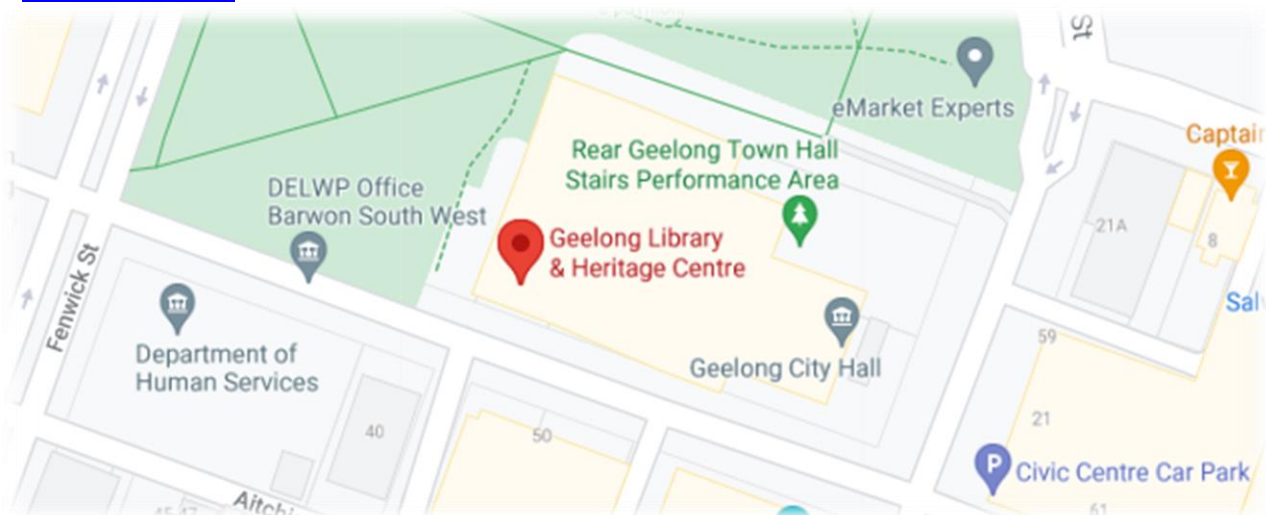 St
eMarket Experts
Captain
Rear Geelong Town Hall
Stairs Performance Area
DELWP Office
Barwon South West
21A
8
Geelong Library
& Heritage Centre
Fenwick St
Sal
59
Department of
Human Services
Geelong City Hall
40
50
21
Civic Centre Car Park
Aitchi
61